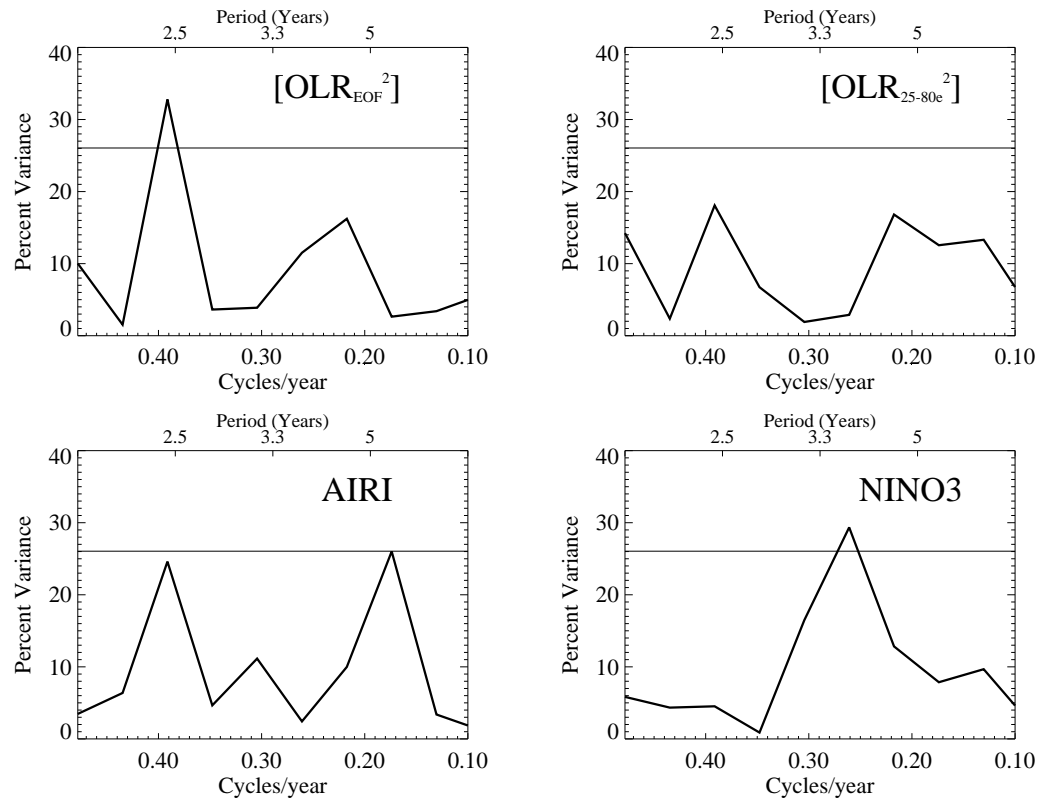 Period (Years)
2.5 3.3 5
[OLR_EOF^2]
40
30
20
10
0
Percent Variance
0.40 0.30 0.20 0.10
Cycles/year
Period (Years)
2.5 3.3 5
[OLR_25-80e^2]
40
30
20
10
0
Percent Variance
0.40 0.30 0.20 0.10
Cycles/year
Period (Years)
2.5 3.3 5
AIRI
40
30
20
10
0
Percent Variance
0.40 0.30 0.20 0.10
Cycles/year
Period (Years)
2.5 3.3 5
NINO3
40
30
20
10
0
Percent Variance
0.40 0.30 0.20 0.10
Cycles/year